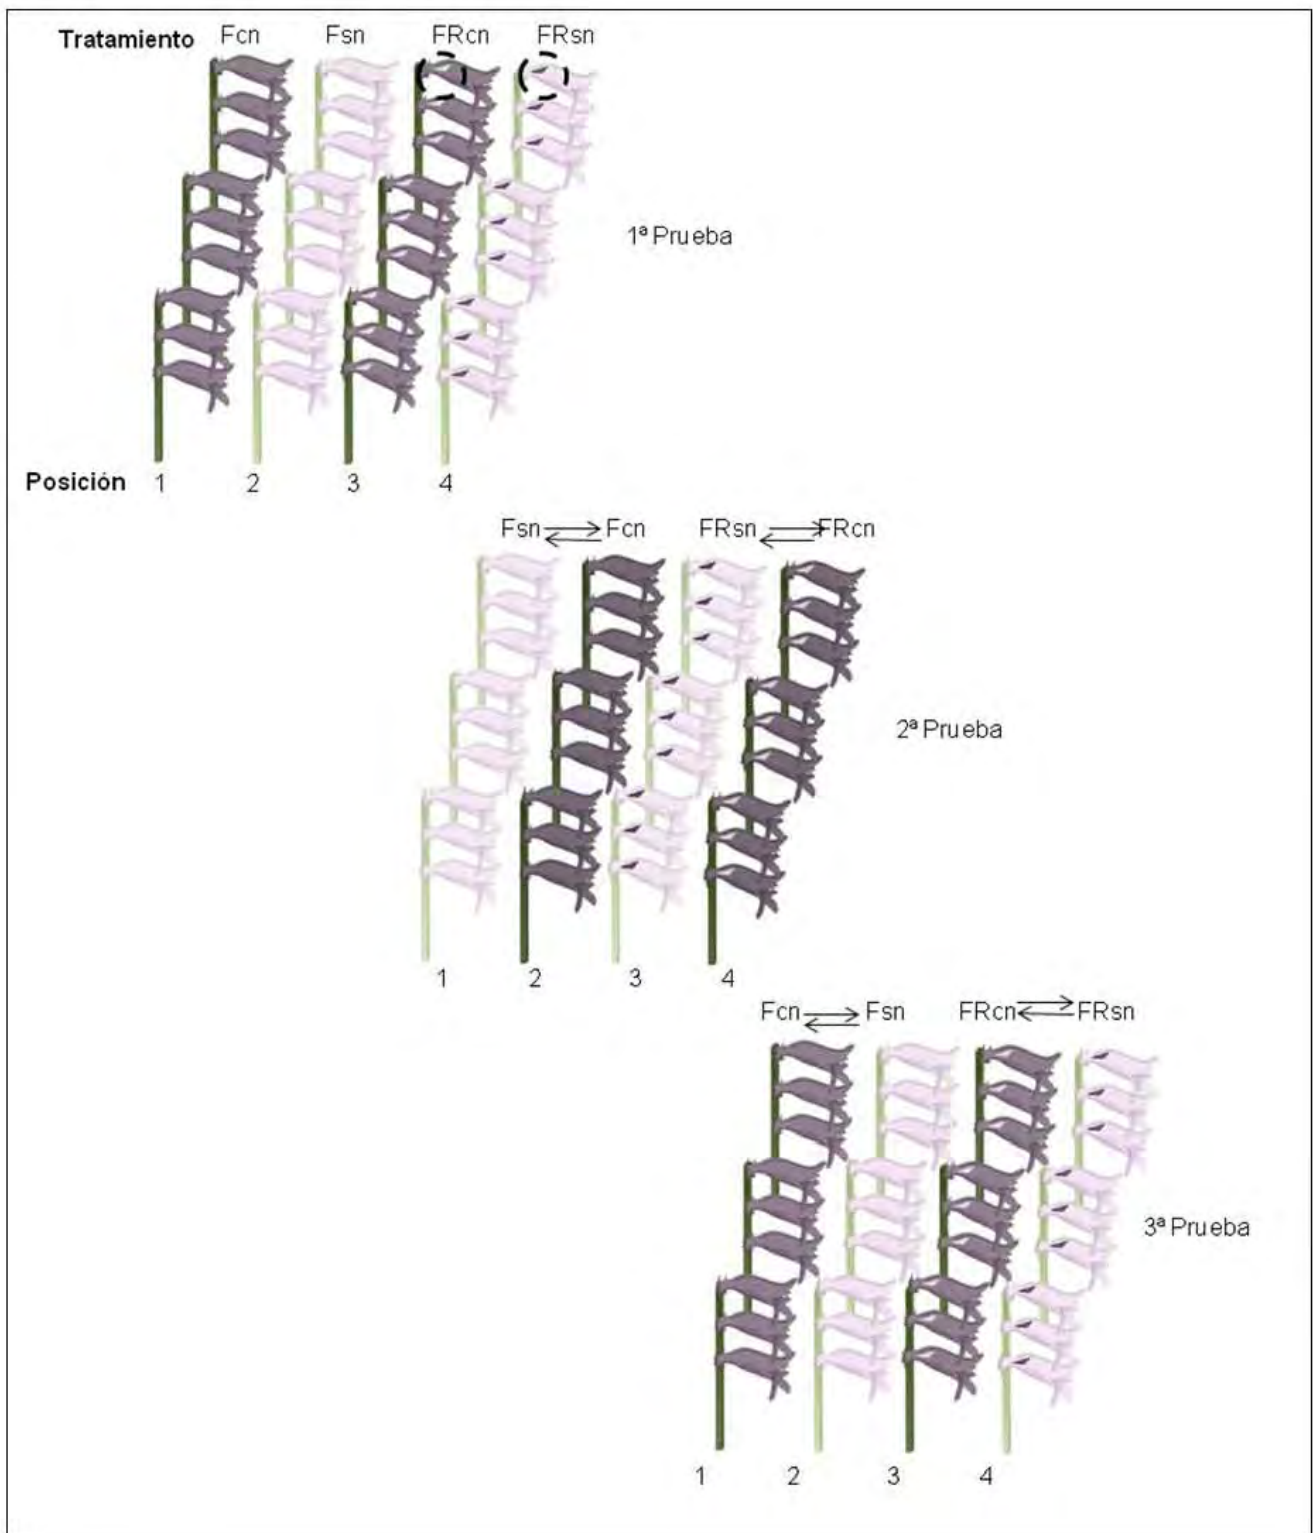 Tratamiento Fcn Fsn FRcn FRsn
1ª Prueba
Posición 1 2 3 4
Fsn Fcn FRsn FRcn
2ª Prueba
1 2 3 4
Fcn Fsn FRcn FRsn
3ª Prueba
1 2 3 4